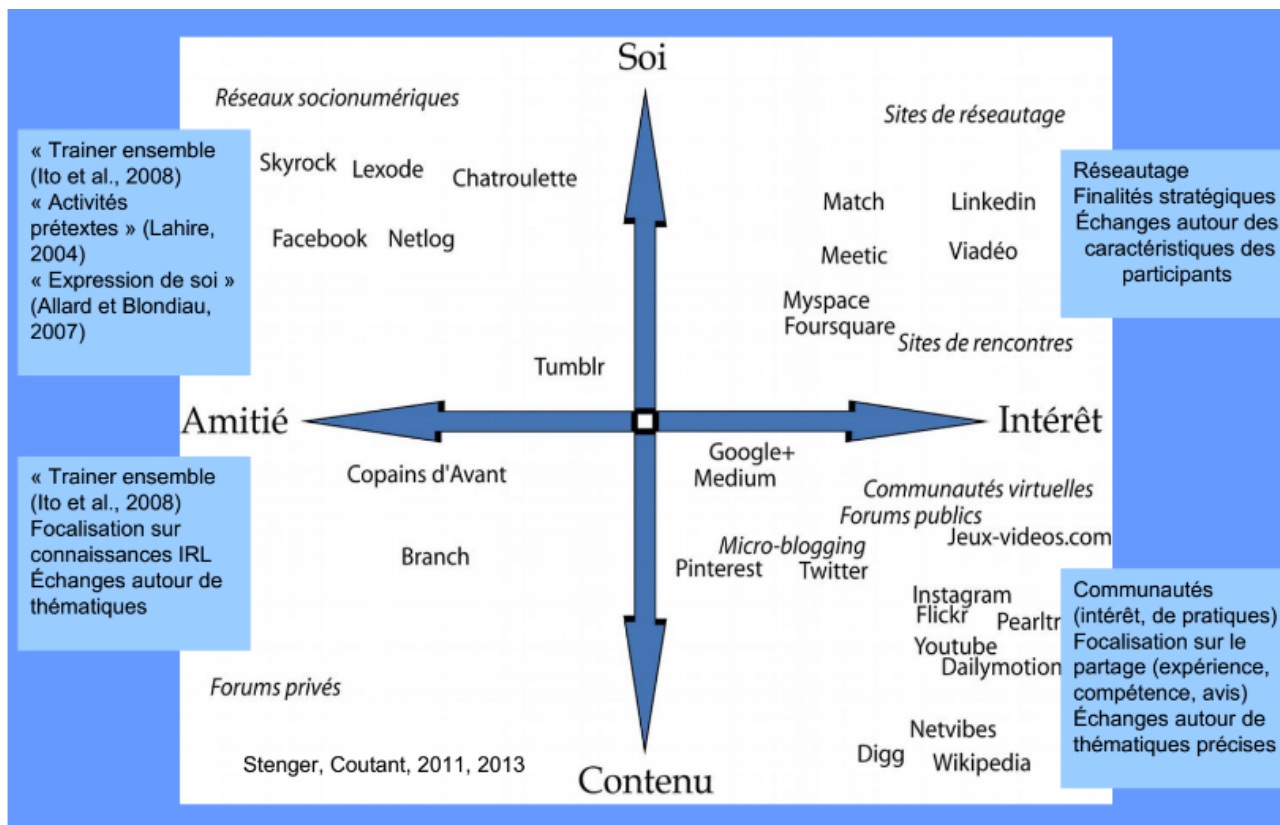 Soi
Réseaux socionumériques
Sites de réseautage
« Trainer ensemble
(Ito et al., 2008)
« Activités
prétextes » (Lahire,
2004)
« Expression de soi »
(Allard et Blondiau,
2007)
Skyrock
Lexode
Chatroulette
Facebook
Netlog
Tumblr
Match
Linkedin
Meetic
Viadéo
Myspace
Foursquare
Sites de rencontres
Réseautage
Finalités stratégiques
Échanges autour des
caractéristiques des
participants
Amitié
Intérêt
« Trainer ensemble
(Ito et al., 2008)
Focalisation sur
connaissances IRL
Échanges autour de
thématiques
Copains d'Avant
Branch
Forums privés
Google+
Medium
Communautés virtuelles
Forums publics
Jeux-videos.com
Micro-blogging
Pinterest
Twitter
Instagram
Flickr
Pearltr
Youtube
Dailymotion
Netvibes
Digg
Wikipedia
Communautés
(intérêt, de pratiques)
Focalisation sur le
partage (expérience,
compétence, avis)
Échanges autour de
thématiques précises
Stenger, Coutant, 2011, 2013
Contenu